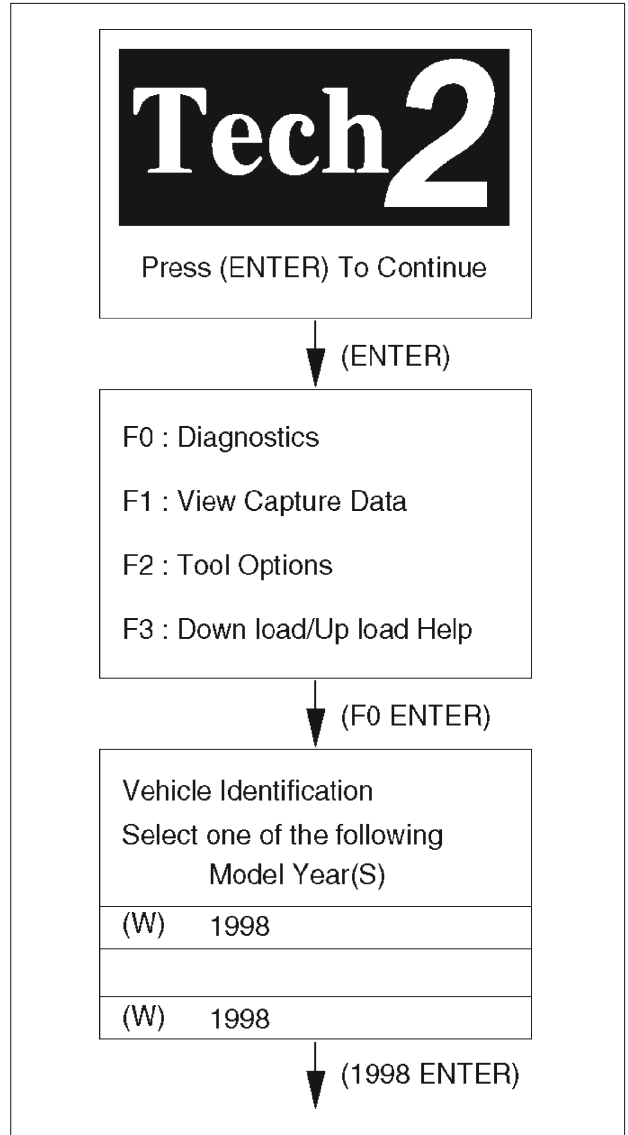 Tech2
Press (ENTER) To Continue
(ENTER)
F0 : Diagnostics
F1 : View Capture Data
F2 : Tool Options
F3 : Down load/Up load Help
(F0 ENTER)
Vehicle Identification
Select one of the following
Model Year(S)
(W) 1998
(W) 1998
(1998 ENTER)